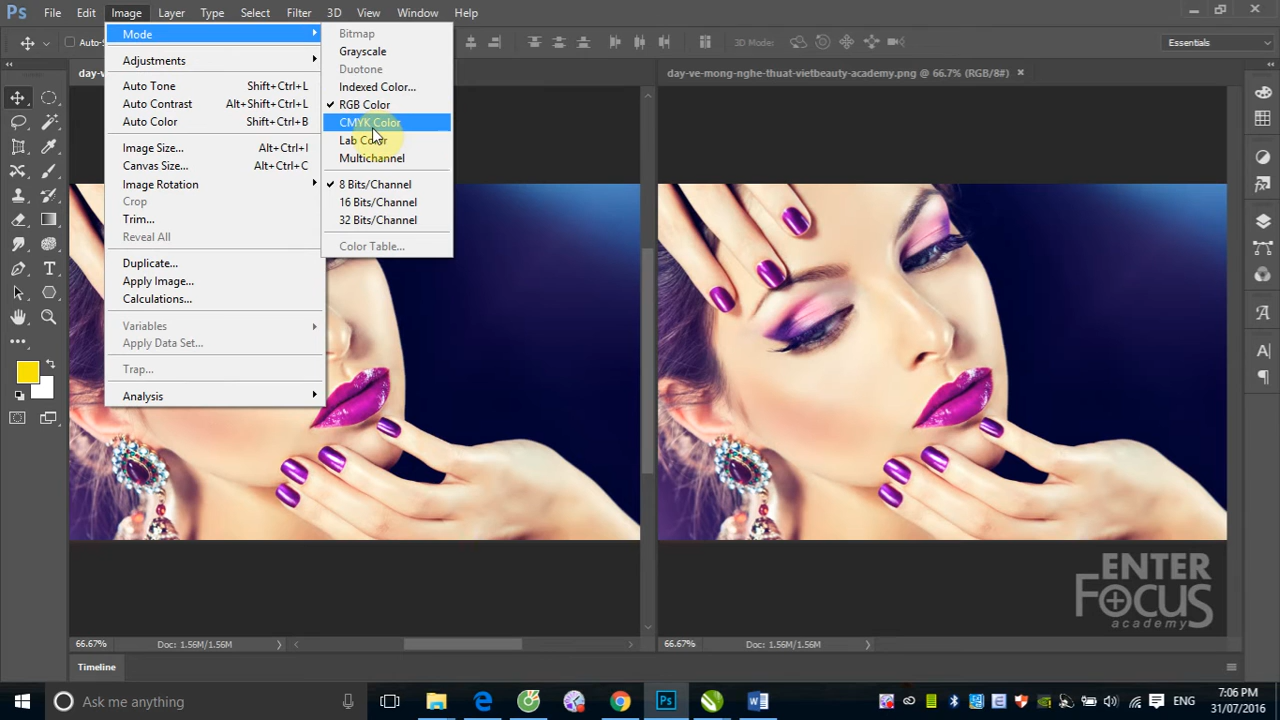 Ps File Edit Image Layer Type Select Filter 3D View Window Help
Auto-S
3D Mode:
Essentials
day-v
day-ve-mong-nghe-thuat-vietbeauty-academy.png @ 66.7% (RGB/8#) ×
Mode
Adjustments
Auto Tone Shift+Ctrl+L
Auto Contrast Alt+Shift+Ctrl+L
Auto Color Shift+Ctrl+B
Image Size... Alt+Ctrl+I
Canvas Size... Alt+Ctrl+C
Image Rotation
Crop
Trim...
Reveal All
Duplicate...
Apply Image...
Calculations...
Variables
Apply Data Set...
Trap...
Analysis
Bitmap
Grayscale
Duotone
Indexed Color...
RGB Color
CMYK Color
Lab Color
Multichannel
8 Bits/Channel
16 Bits/Channel
32 Bits/Channel
Color Table...
ENTER
FOCUS
academy
66.67% Doc: 1.56M/1.56M
66.67% Doc: 1.56M/1.56M
Timeline
Ask me anything
ENG
7:06 PM
31/07/2016